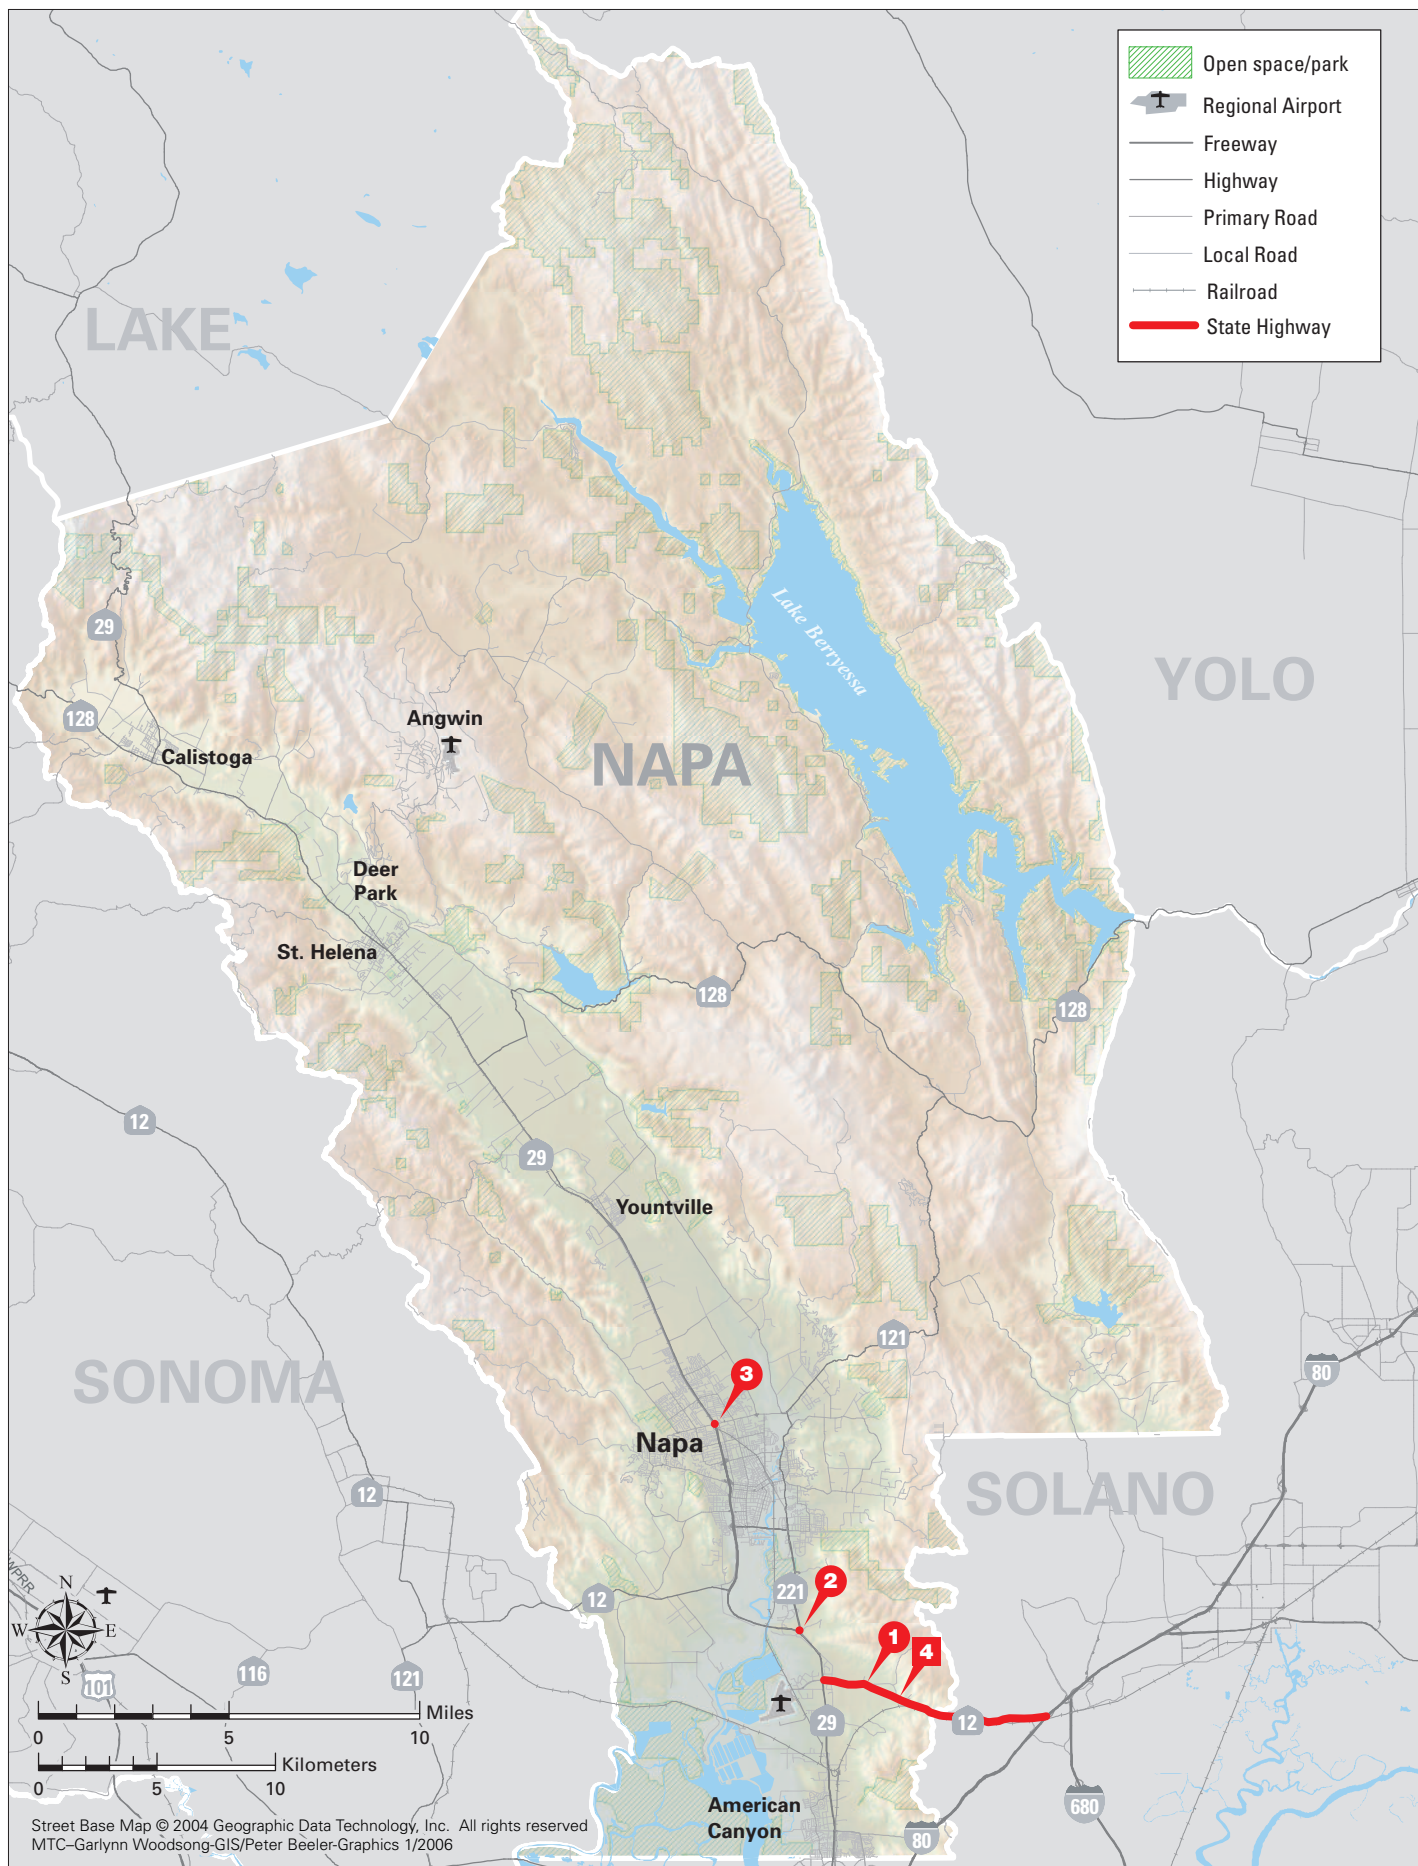 Open space/park
Regional Airport
Freeway
Highway
Primary Road
Local Road
Railroad
State Highway
LAKE
Lake Berryessa
29
YOLO
128
Angwin
NAPA
Calistoga
Deer
Park
St. Helena
128
128
12
29
Yountville
121
SONOMA
80
3
Napa
SOLANO
12
WPRR
N
W
E
S
12
221
2
1
4
116
121
101
Miles
0
5
10
29
12
Kilometers
0
5
10
American
Canyon
680
80
Street Base Map © 2004 Geographic Data Technology, Inc. All rights reserved
MTC–Garlynn Woodsong-GIS/Peter Beeler-Graphics 1/2006